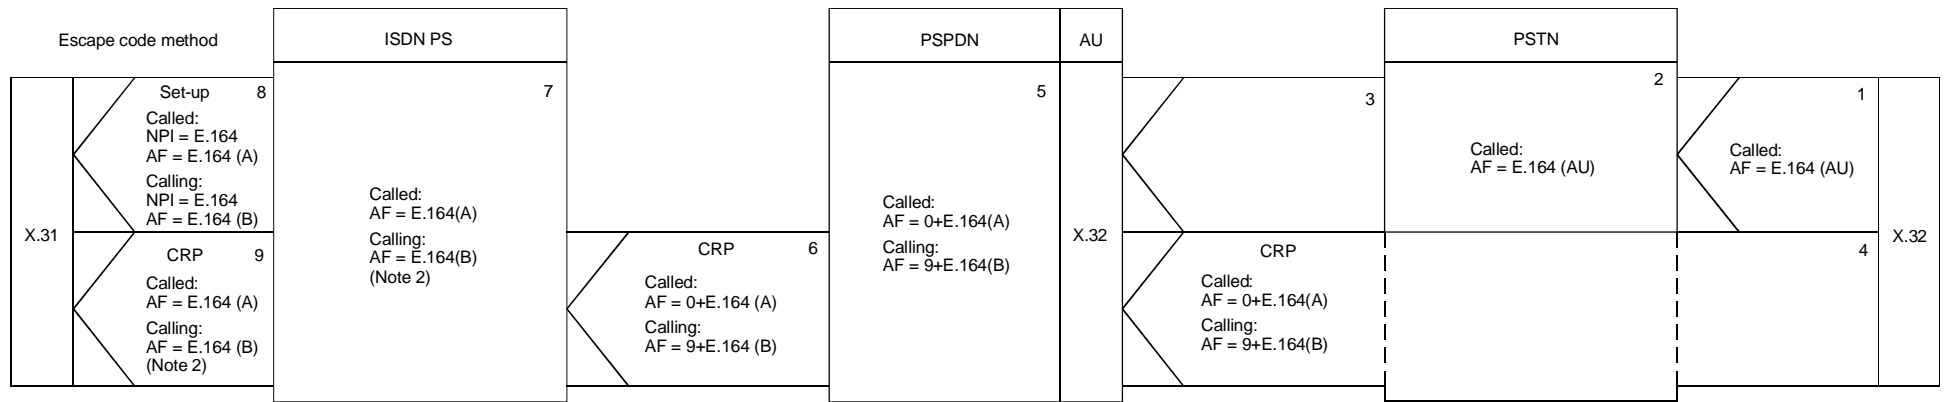 Escape code method
ISDN PS
PSPDN
AU
PSTN
X.31
Set-up 8
Called:
NPI = E.164
AF = E.164 (A)
Calling:
NPI = E.164
AF = E.164 (B)
CRP 9
Called:
AF = E.164 (A)
Calling:
AF = E.164 (B)
(Note 2)
7
Called:
AF = E.164(A)
Calling:
AF = E.164(B)
(Note 2)
CRP 6
Called:
AF = 0+E.164 (A)
Calling:
AF = 9+E.164 (B)
5
Called:
AF = 0+E.164(A)
Calling:
AF = 9+E.164(B)
X.32
3
CRP
Called:
AF = 0+E.164(A)
Calling:
AF = 9+E.164(B)
2
Called:
AF = E.164 (AU)
1
Called:
AF = E.164 (AU)
4
X.32